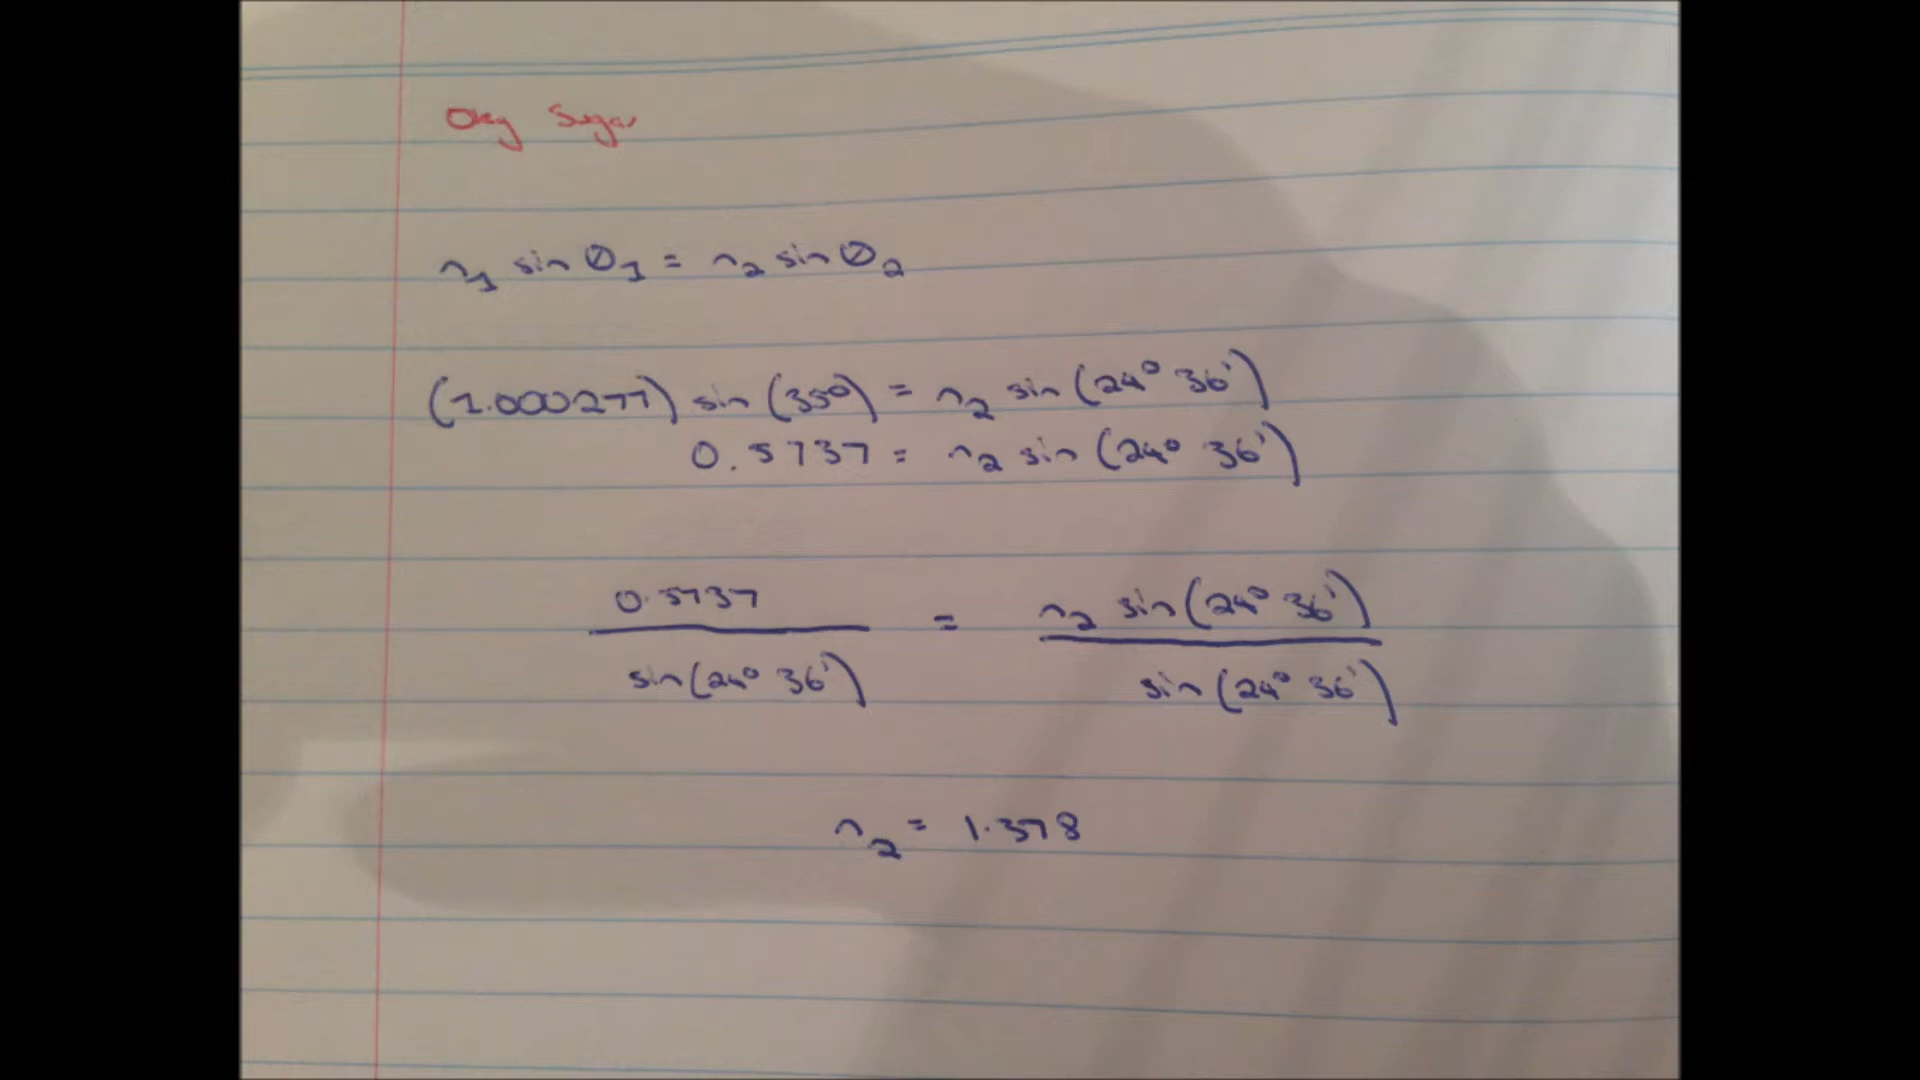 0kg Sugar
n₁ sin θ₁ = n₂ sin θ₂
(1.000277) sin (35°) = n₂ sin (24° 36')
0.5737 = n₂ sin (24° 36')
0.5737 / sin (24° 36') = n₂ sin (24° 36') / sin (24° 36')
n₂ = 1.378